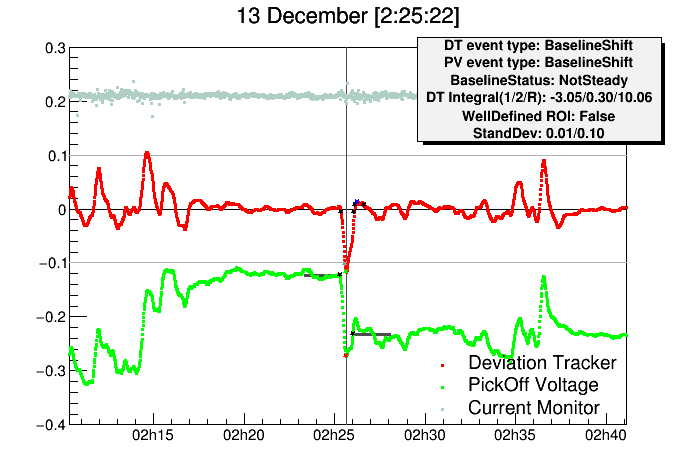 13 December [2:25:22]
DT event type: BaselineShift
PV event type: BaselineShift
BaselineStatus: NotSteady
DT Integral(1/2/R): -3.05/0.30/10.06
WellDefined ROI: False
StandDev: 0.01/0.10
0.3
0.2
0.1
0
−0.1
−0.2
−0.3
−0.4
Deviation Tracker
PickOff Voltage
Current Monitor
02h15
02h20
02h25
02h30
02h35
02h40